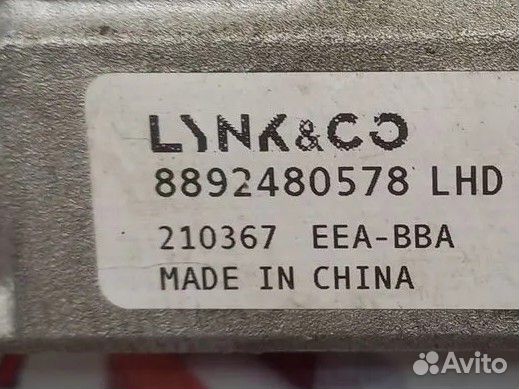 LYNK&CO
8892480578 LHD
210367 EEA-BBA
MADE IN CHINA
Avito